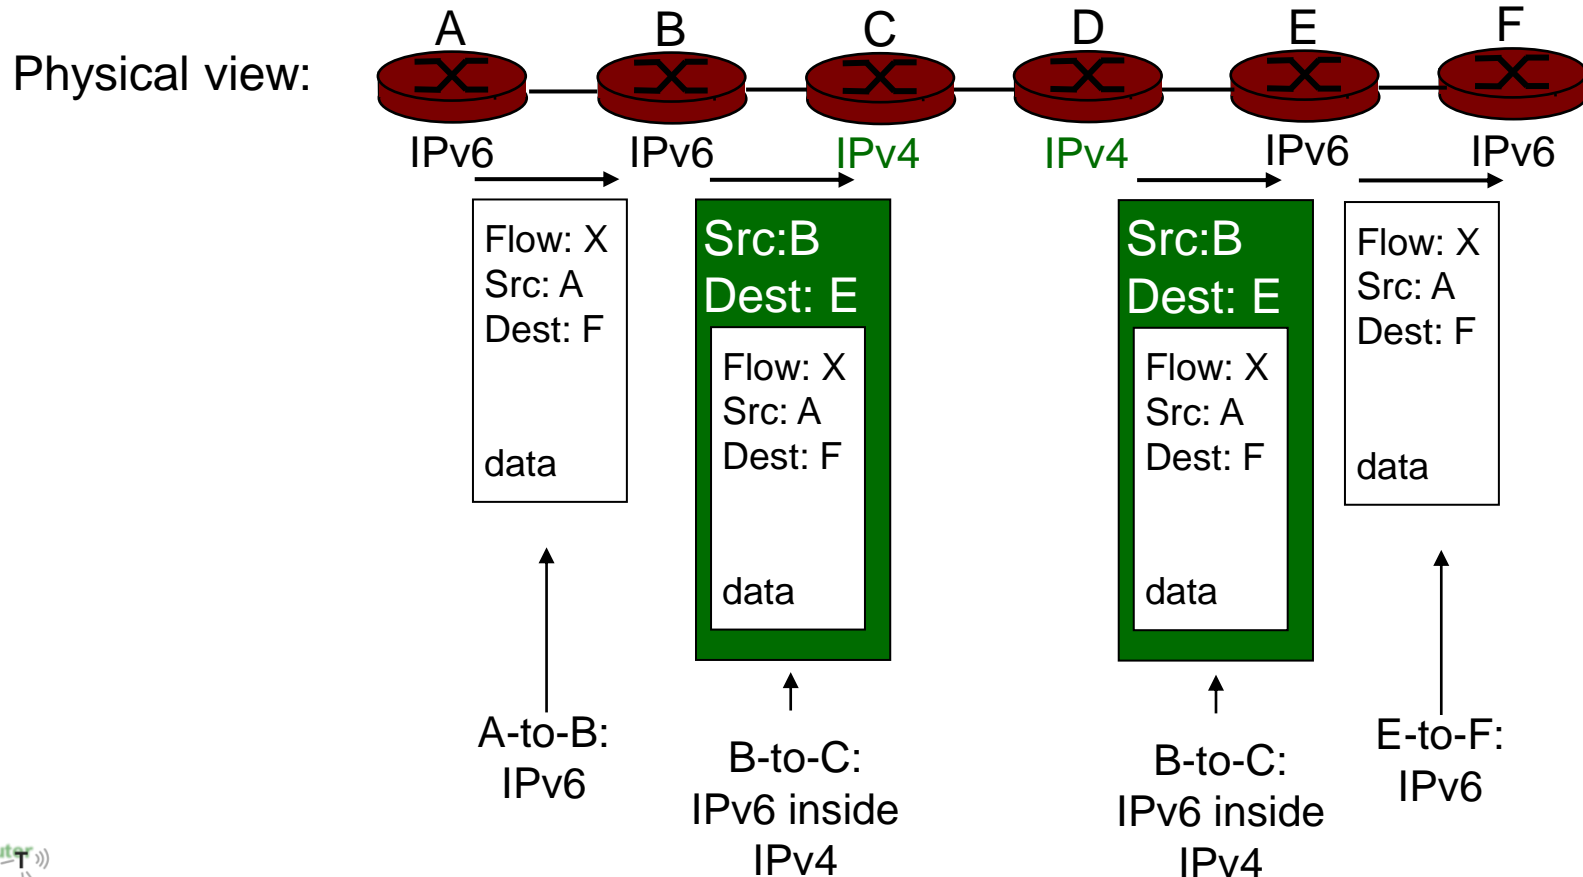 A B C D E F
Physical view:
IPv6 IPv6 IPv4 IPv4 IPv6 IPv6
Flow: X
Src: A
Dest: F
data
Src:B
Dest: E
Flow: X
Src: A
Dest: F
data
Src:B
Dest: E
Flow: X
Src: A
Dest: F
data
Flow: X
Src: A
Dest: F
data
A-to-B:
IPv6
B-to-C:
IPv6 inside
IPv4
B-to-C:
IPv6 inside
IPv4
E-to-F:
IPv6
T